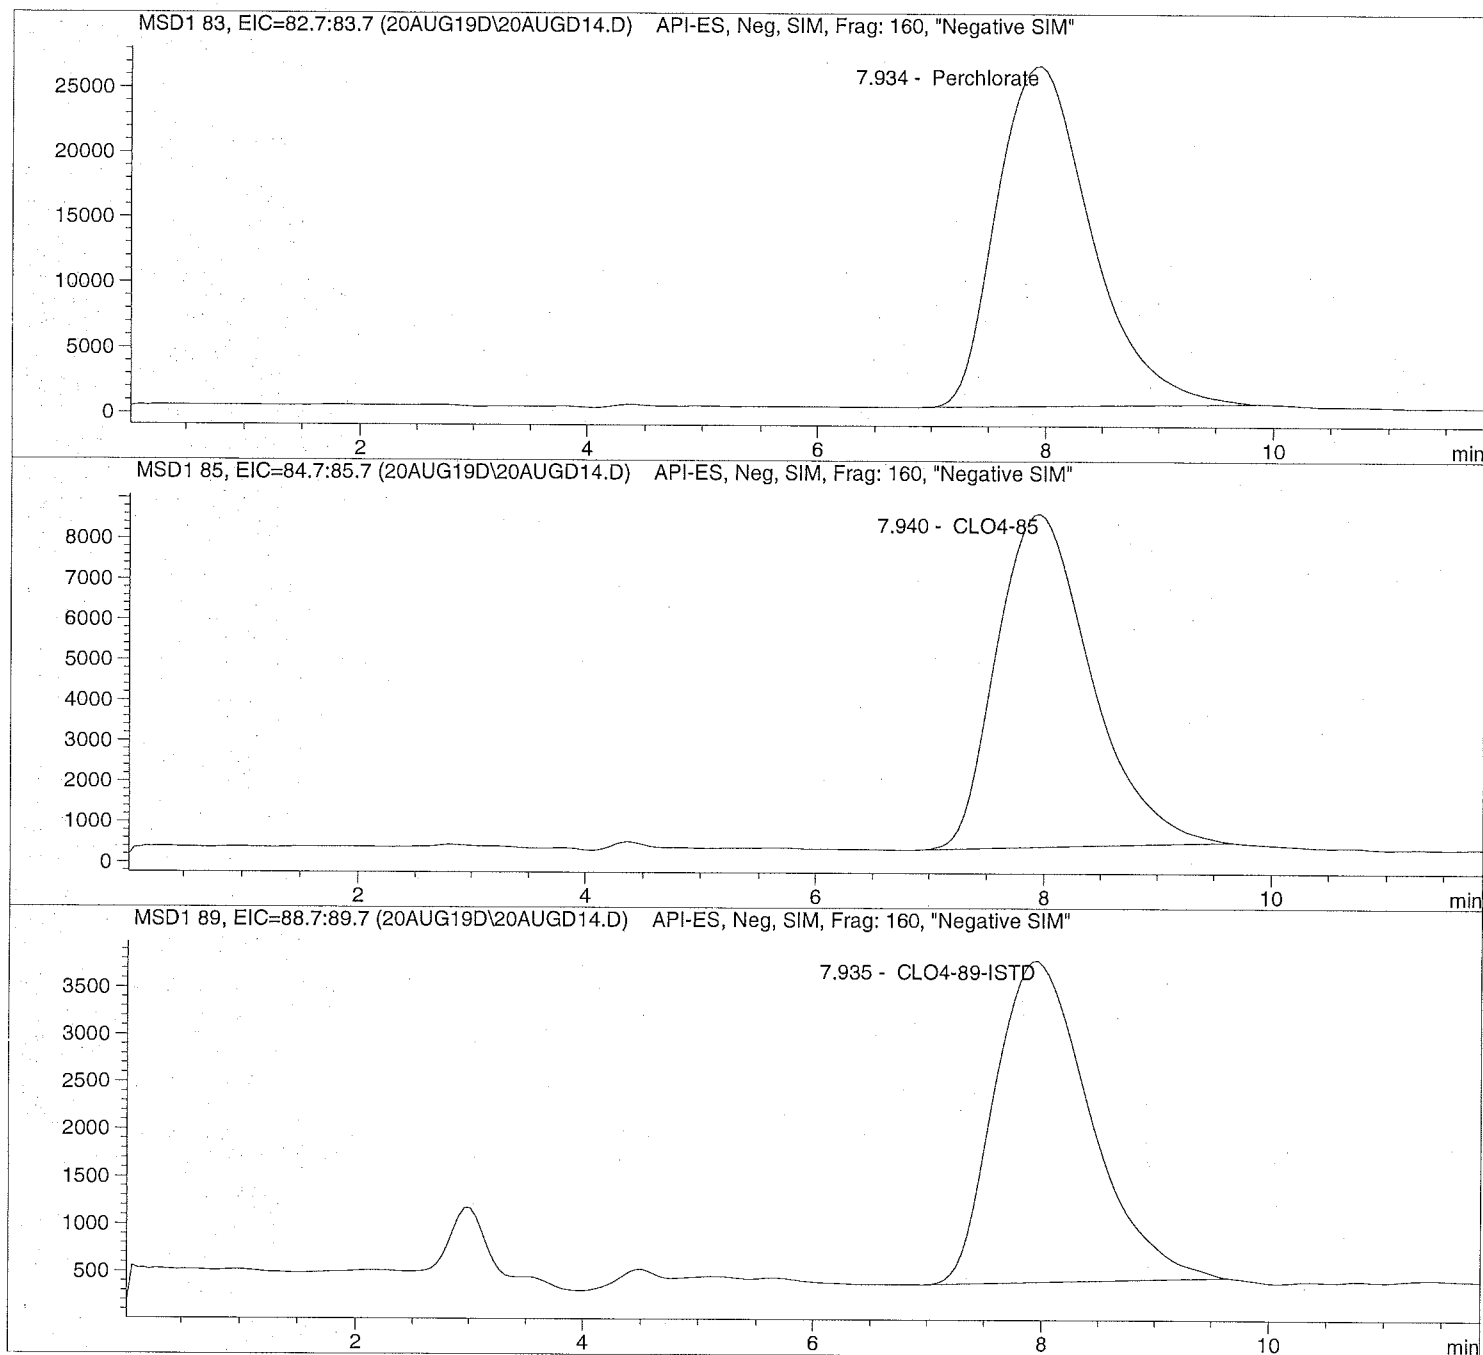 MSD1 83, EIC=82.7:83.7 (20AUG19D\20AUGD14.D) API-ES, Neg, SIM, Frag: 160, "Negative SIM"
7.934 - Perchlorate
25000
20000
15000
10000
5000
0
2 4 6 8 10 min
MSD1 85, EIC=84.7:85.7 (20AUG19D\20AUGD14.D) API-ES, Neg, SIM, Frag: 160, "Negative SIM"
7.940 - CLO4-85
8000
7000
6000
5000
4000
3000
2000
1000
0
2 4 6 8 10 min
MSD1 89, EIC=88.7:89.7 (20AUG19D\20AUGD14.D) API-ES, Neg, SIM, Frag: 160, "Negative SIM"
7.935 - CLO4-89-ISTD
3500
3000
2500
2000
1500
1000
500
2 4 6 8 10 min